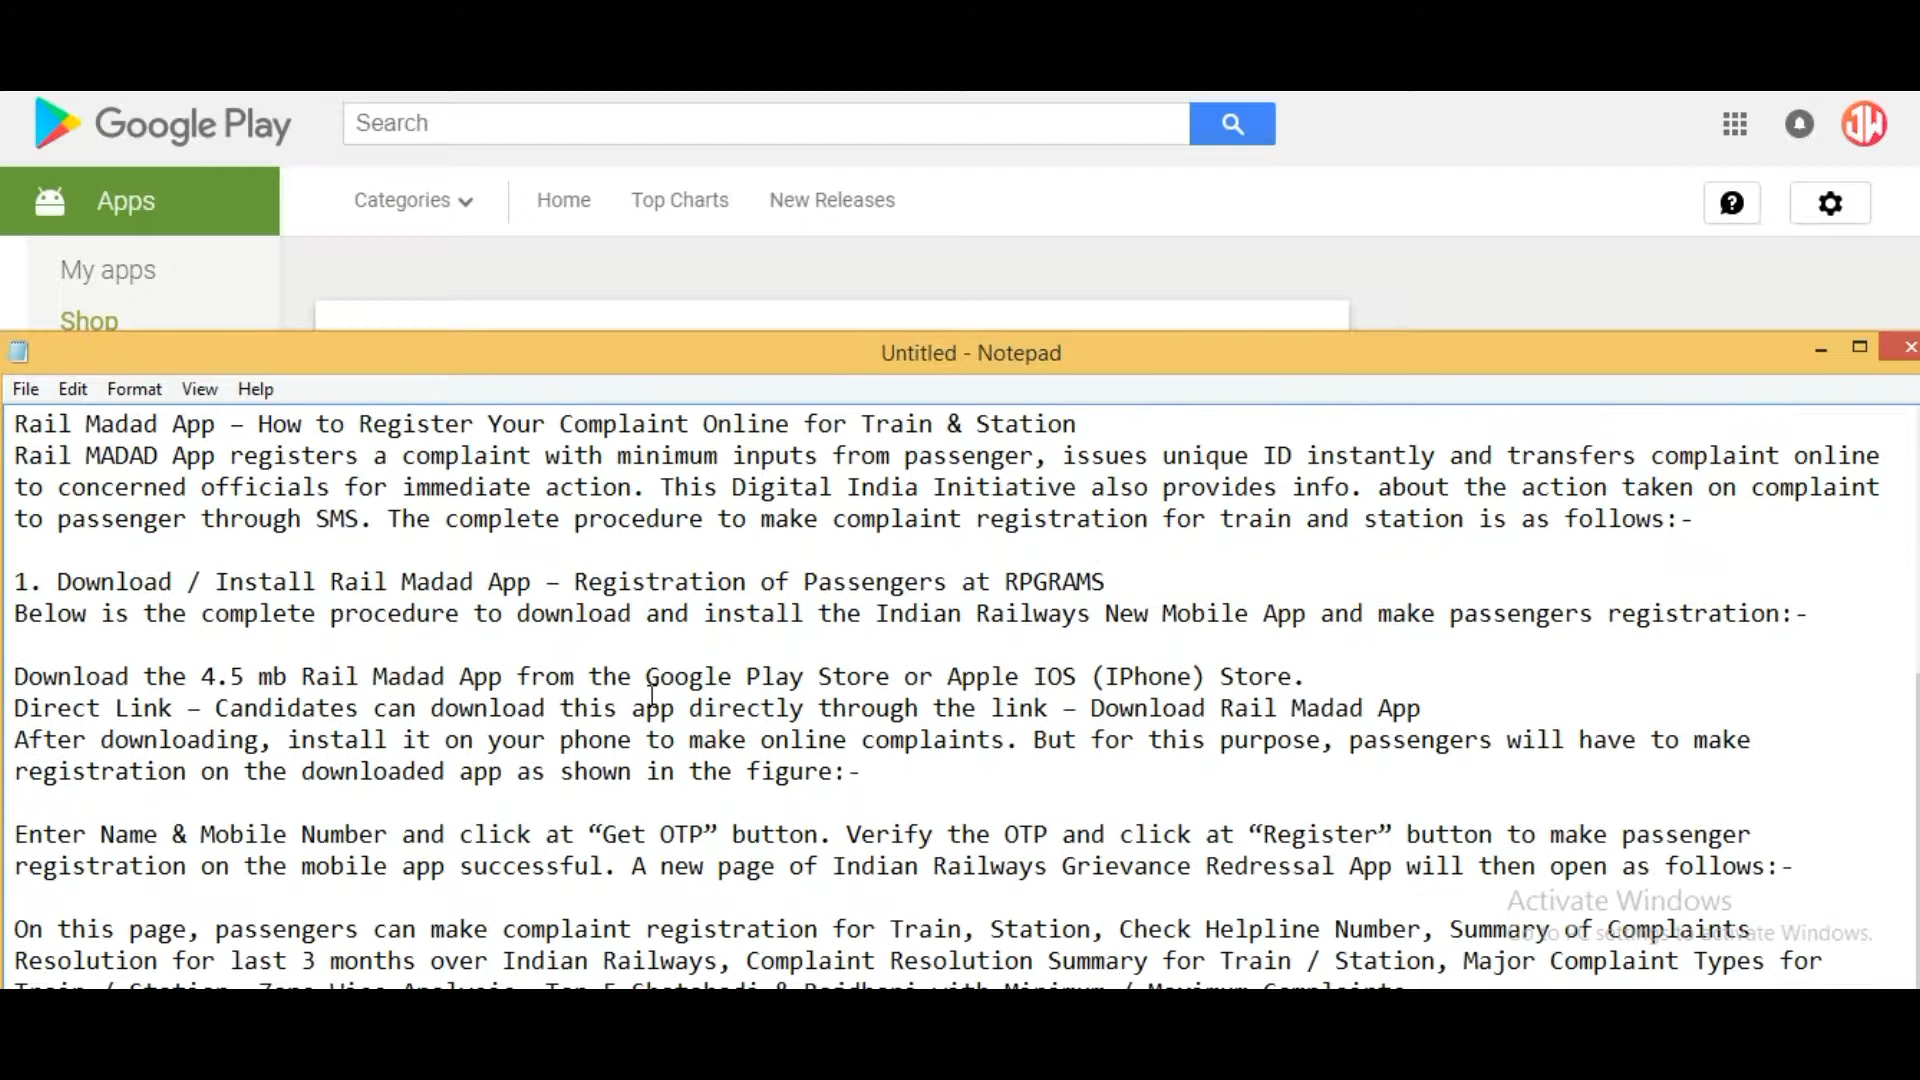 Google Play
Search
JW
Apps
Categories
Home
Top Charts
New Releases
My apps
Shop
Untitled - Notepad
File Edit Format View Help
Rail Madad App – How to Register Your Complaint Online for Train & Station
Rail MADAD App registers a complaint with minimum inputs from passenger, issues unique ID instantly and transfers complaint online
to concerned officials for immediate action. This Digital India Initiative also provides info. about the action taken on complaint
to passenger through SMS. The complete procedure to make complaint registration for train and station is as follows:-
1. Download / Install Rail Madad App – Registration of Passengers at RPGRAMS
Below is the complete procedure to download and install the Indian Railways New Mobile App and make passengers registration:-
Download the 4.5 mb Rail Madad App from the Google Play Store or Apple IOS (IPhone) Store.
Direct Link – Candidates can download this app directly through the link – Download Rail Madad App
After downloading, install it on your phone to make online complaints. But for this purpose, passengers will have to make
registration on the downloaded app as shown in the figure:-
Enter Name & Mobile Number and click at “Get OTP” button. Verify the OTP and click at “Register” button to make passenger
registration on the mobile app successful. A new page of Indian Railways Grievance Redressal App will then open as follows:-
Activate Windows
Go to PC settings to activate Windows.
On this page, passengers can make complaint registration for Train, Station, Check Helpline Number, Summary of Complaints
Resolution for last 3 months over Indian Railways, Complaint Resolution Summary for Train / Station, Major Complaint Types for